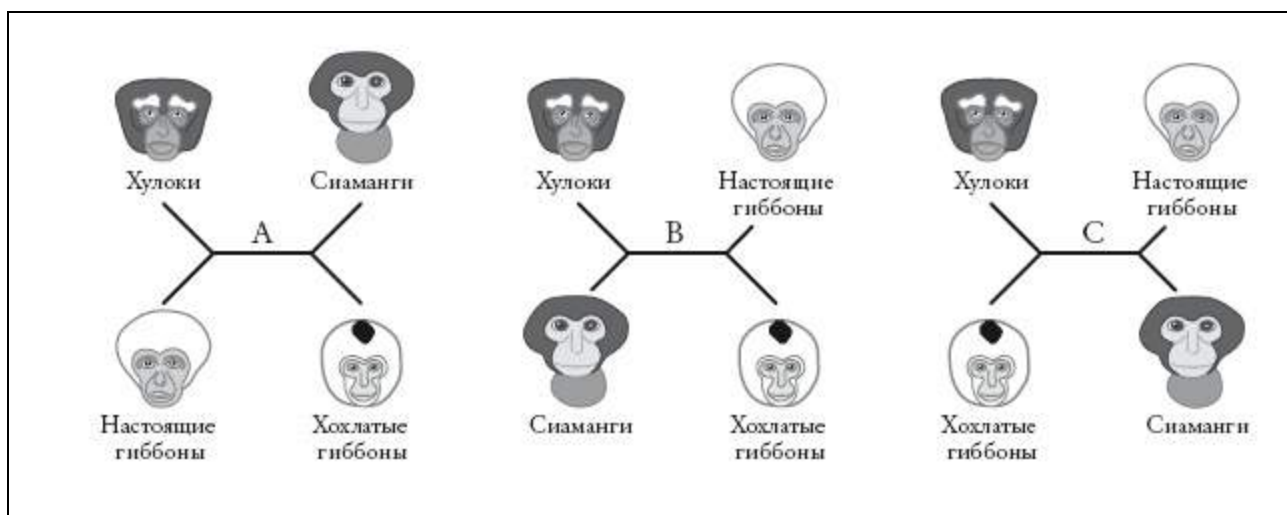 Хулоки
Сиаманги
A
Настоящие
гиббоны
Хохлатые
гиббоны
Хулоки
Настоящие
гиббоны
B
Сиаманги
Хохлатые
гиббоны
Хулоки
Настоящие
гиббоны
C
Хохлатые
гиббоны
Сиаманги